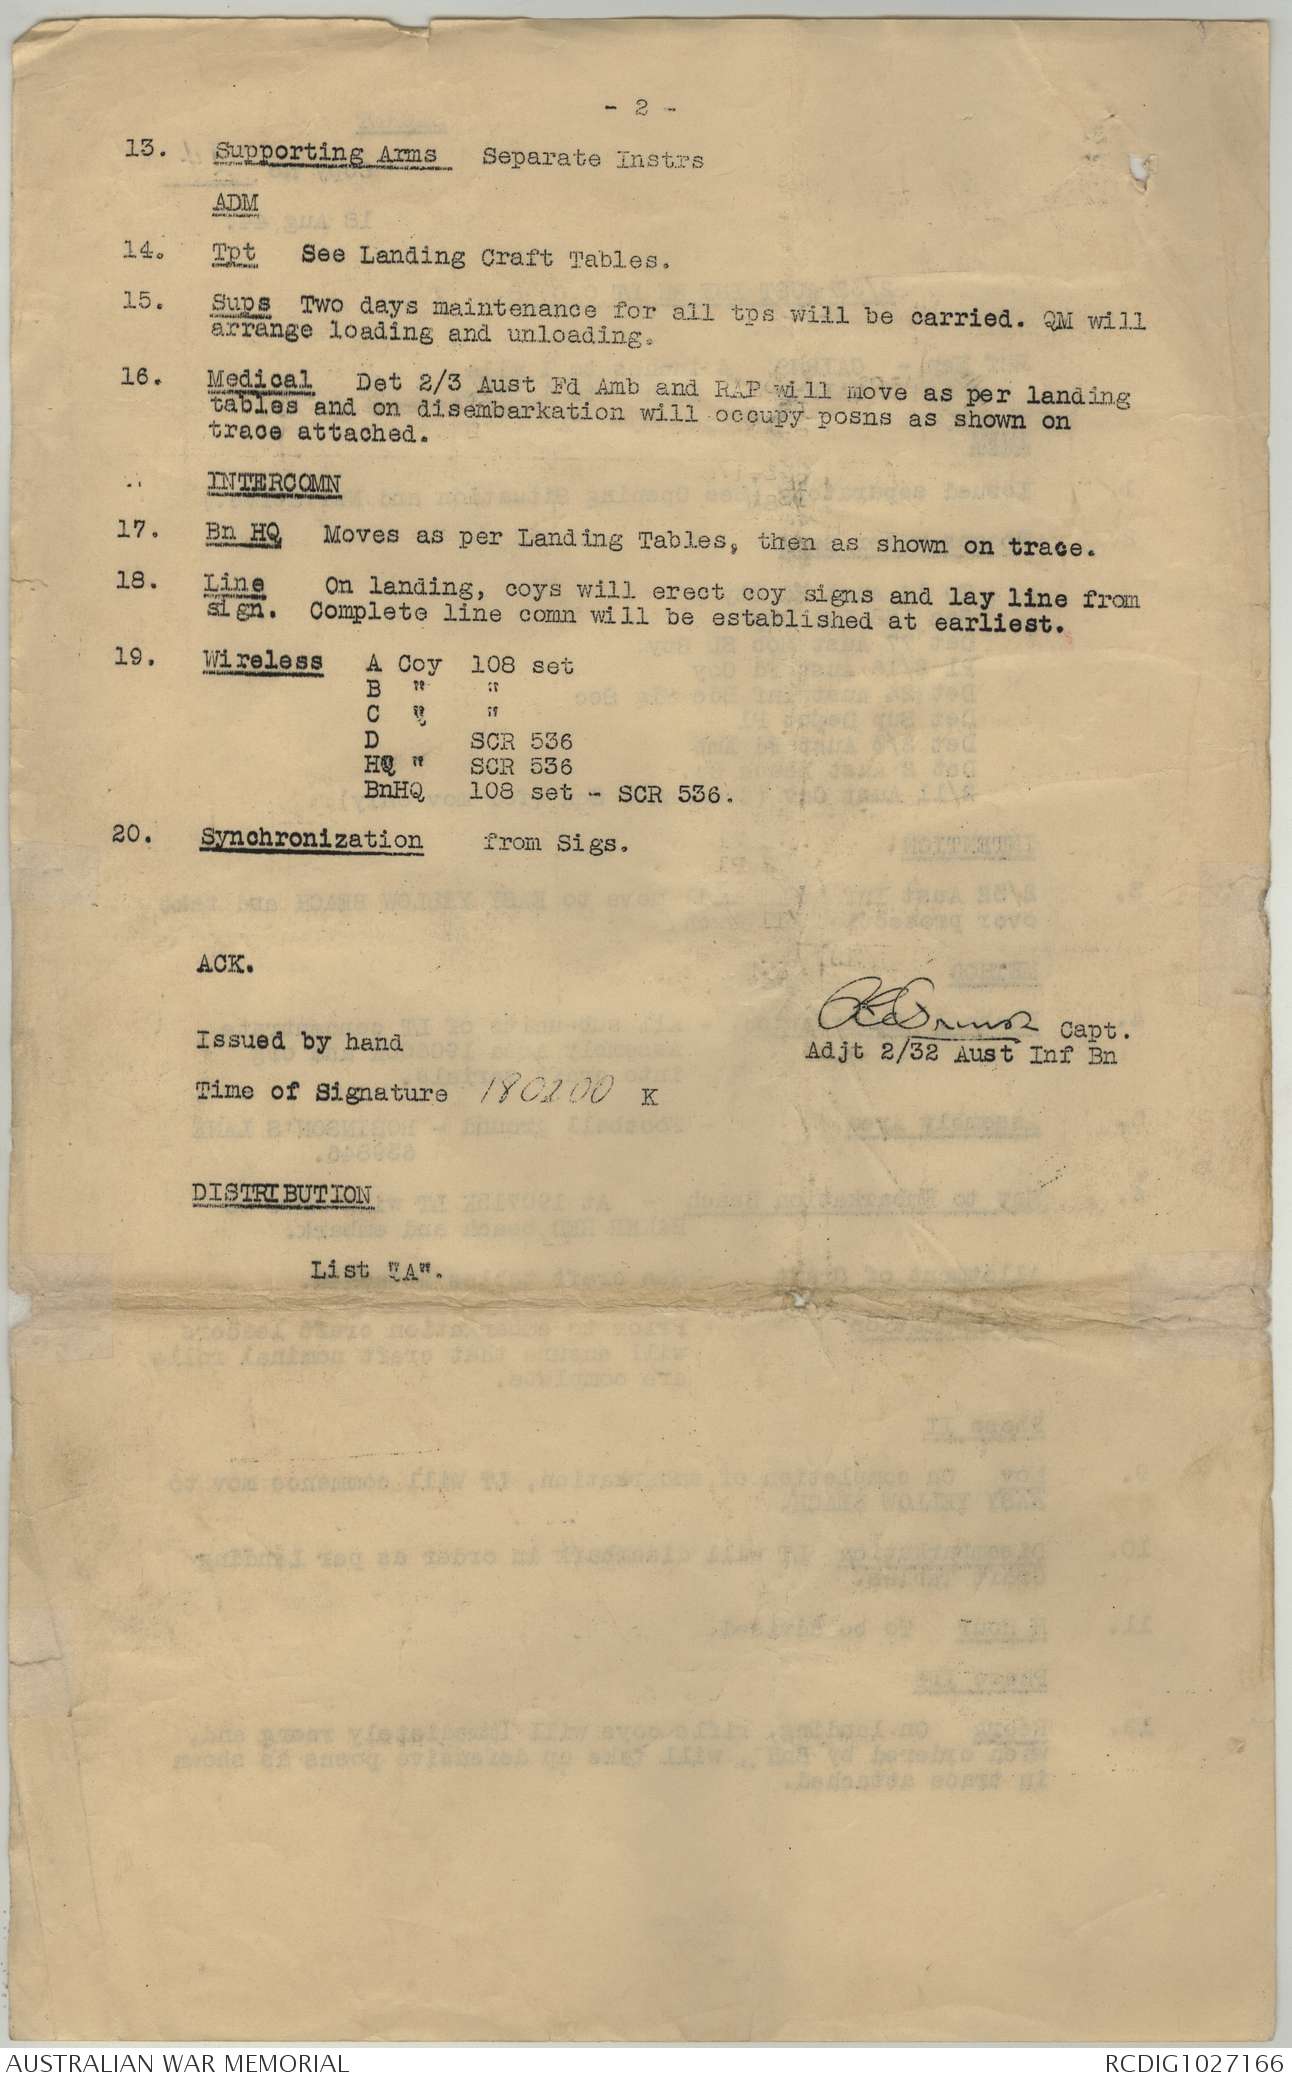 - 2 -
13. Supporting Arms Separate Instrs
ADM
14. Tpt See Landing Craft Tables.
15. Sups Two days maintenance for all tps will be carried. QM will
arrange loading and unloading.
16. Medical Det 2/3 Aust Fd Amb and RAP will move as per landing
tables and on disembarkation will occupy posns as shown on
trace attached.
INTERCOMN
17. Bn HQ Moves as per Landing Tables, then as shown on trace.
18. Line On landing, coys will erect coy signs and lay line from
sign. Complete line comn will be established at earliest.
19. Wireless A Coy 108 set
B " "
C " "
D SCR 536
HQ " SCR 536
BnHQ 108 set - SCR 536.
20. Synchronization from Sigs.
ACK.
Capt.
Issued by hand
Adjt 2/32 Aust Inf Bn
Time of Signature 180200 K
DISTRIBUTION
List "A".
AUSTRALIAN WAR MEMORIAL
RCDIG1027166